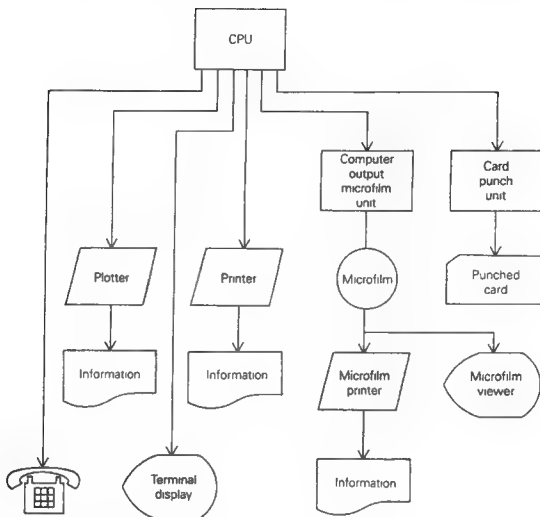 CPU
Computer
output
microfilm
unit
Card
punch
unit
Plotter
Printer
Microfilm
Punched
card
Information
Information
Microfilm
printer
Microfilm
viewer
Terminal
display
Information